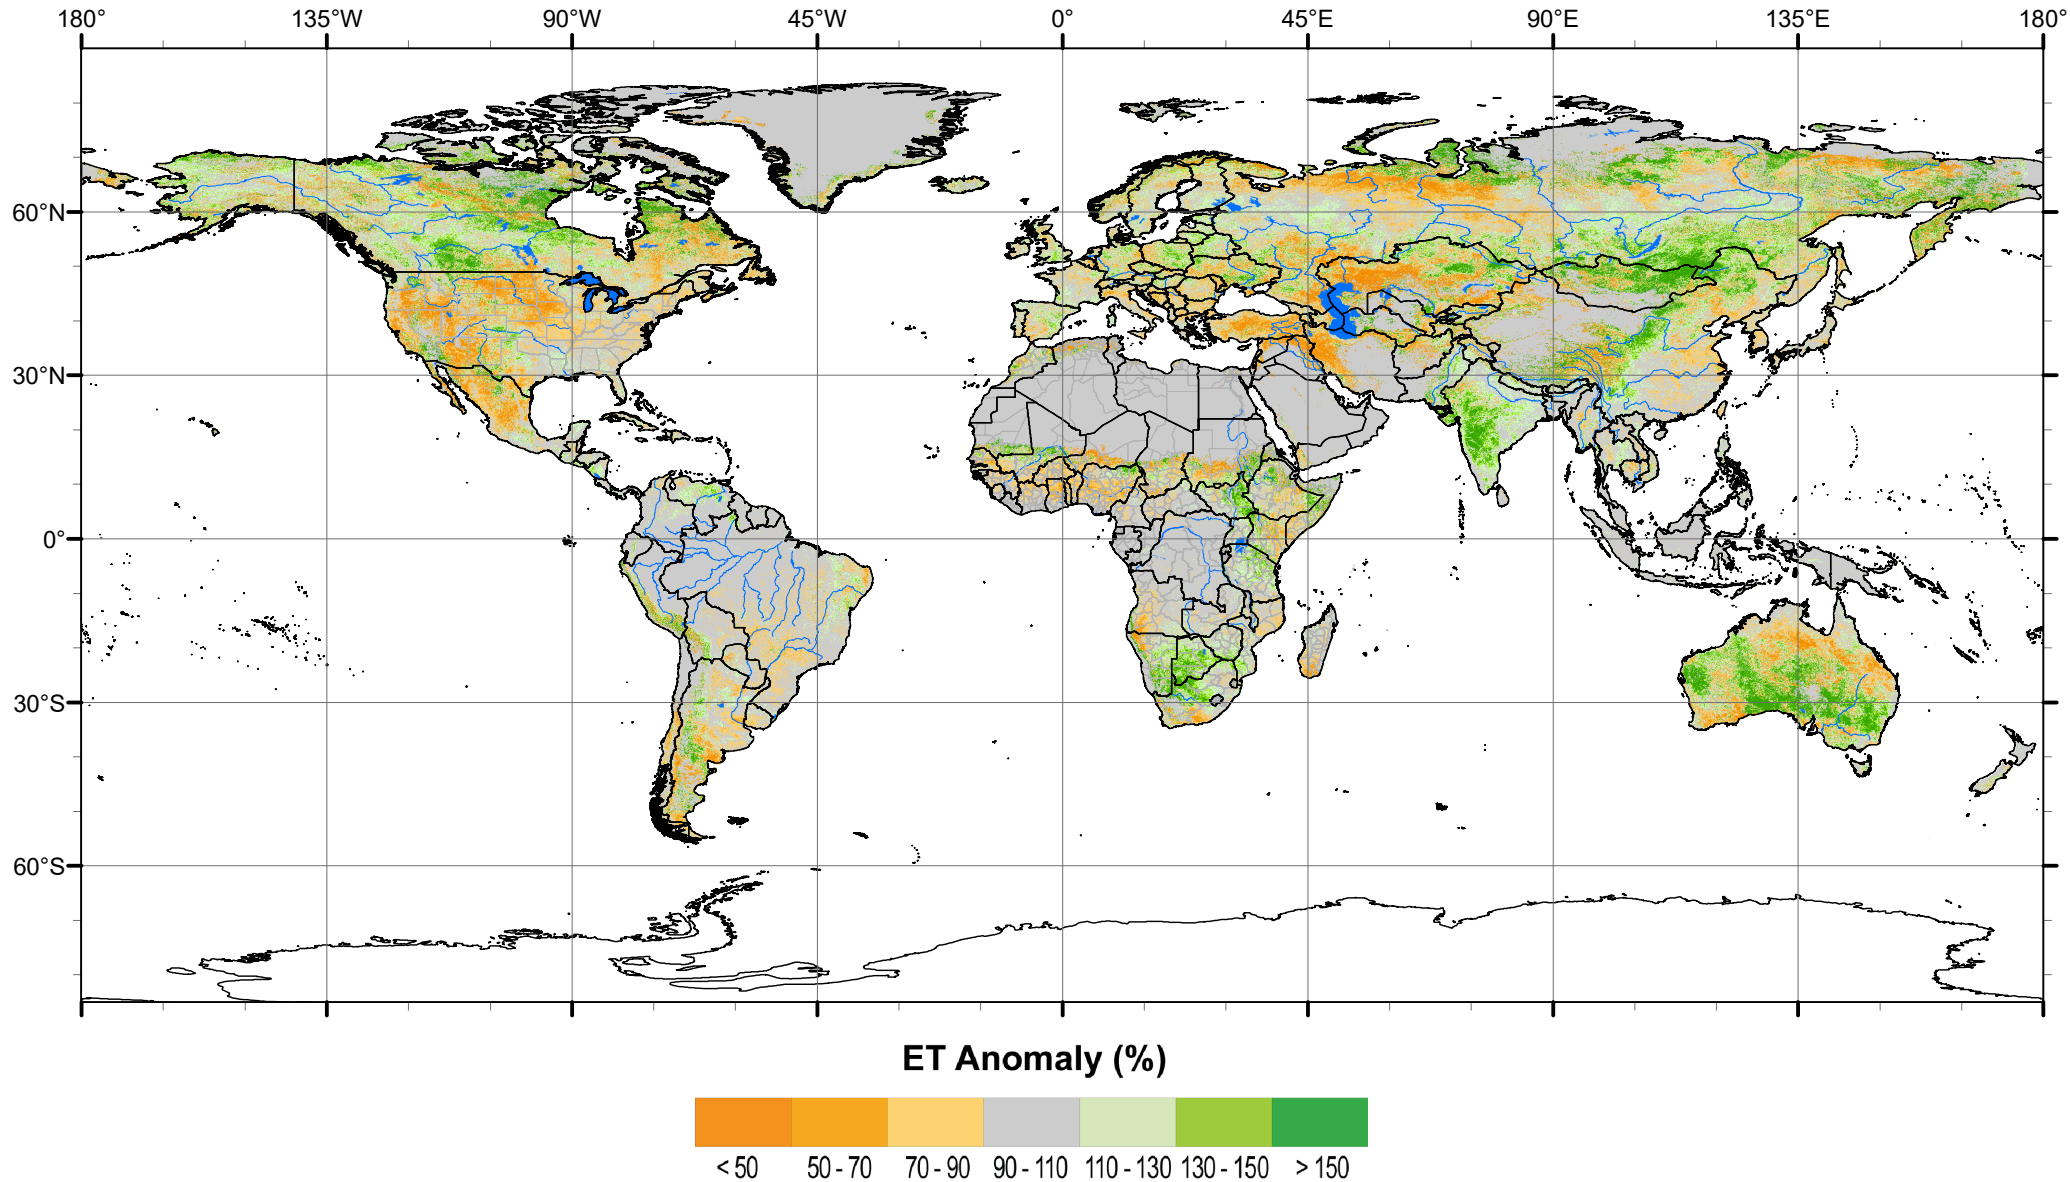 180° 135°W 90°W 45°W 0° 45°E 90°E 135°E 180°
60°N
30°N
0°
30°S
60°S
ET Anomaly (%)
< 50 50 - 70 70 - 90 90 - 110 110 - 130 130 - 150 > 150